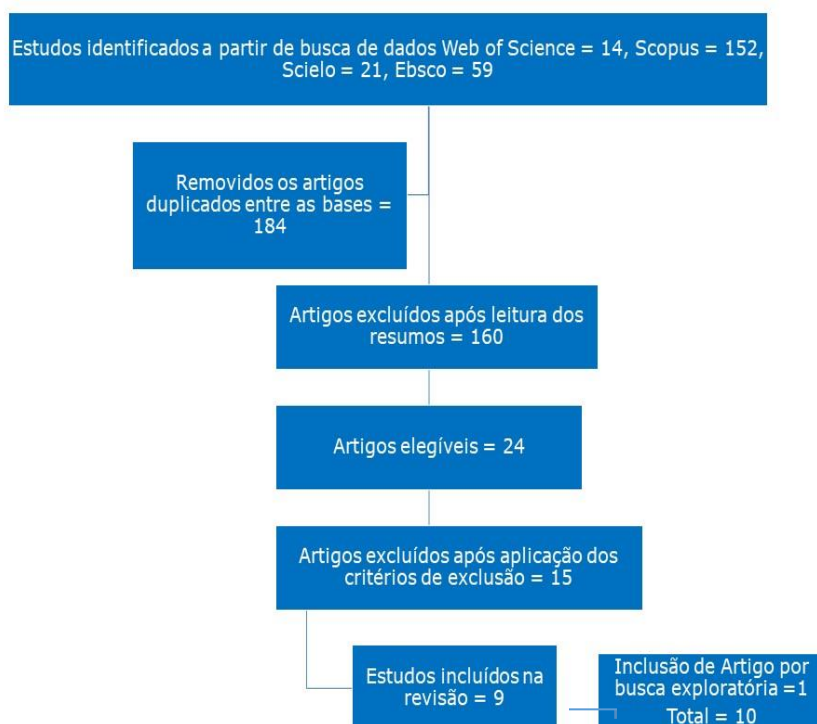 Estudos identificados a partir de busca de dados Web of Science = 14, Scopus = 152,
Scielo = 21, Ebsco = 59
Removidos os artigos
duplicados entre as bases =
184
Artigos excluídos após leitura dos
resumos = 160
Artigos elegíveis = 24
Artigos excluídos após aplicação dos
critérios de exclusão = 15
Estudos incluídos na
revisão = 9
Inclusão de Artigo por
busca exploratória =1
Total = 10